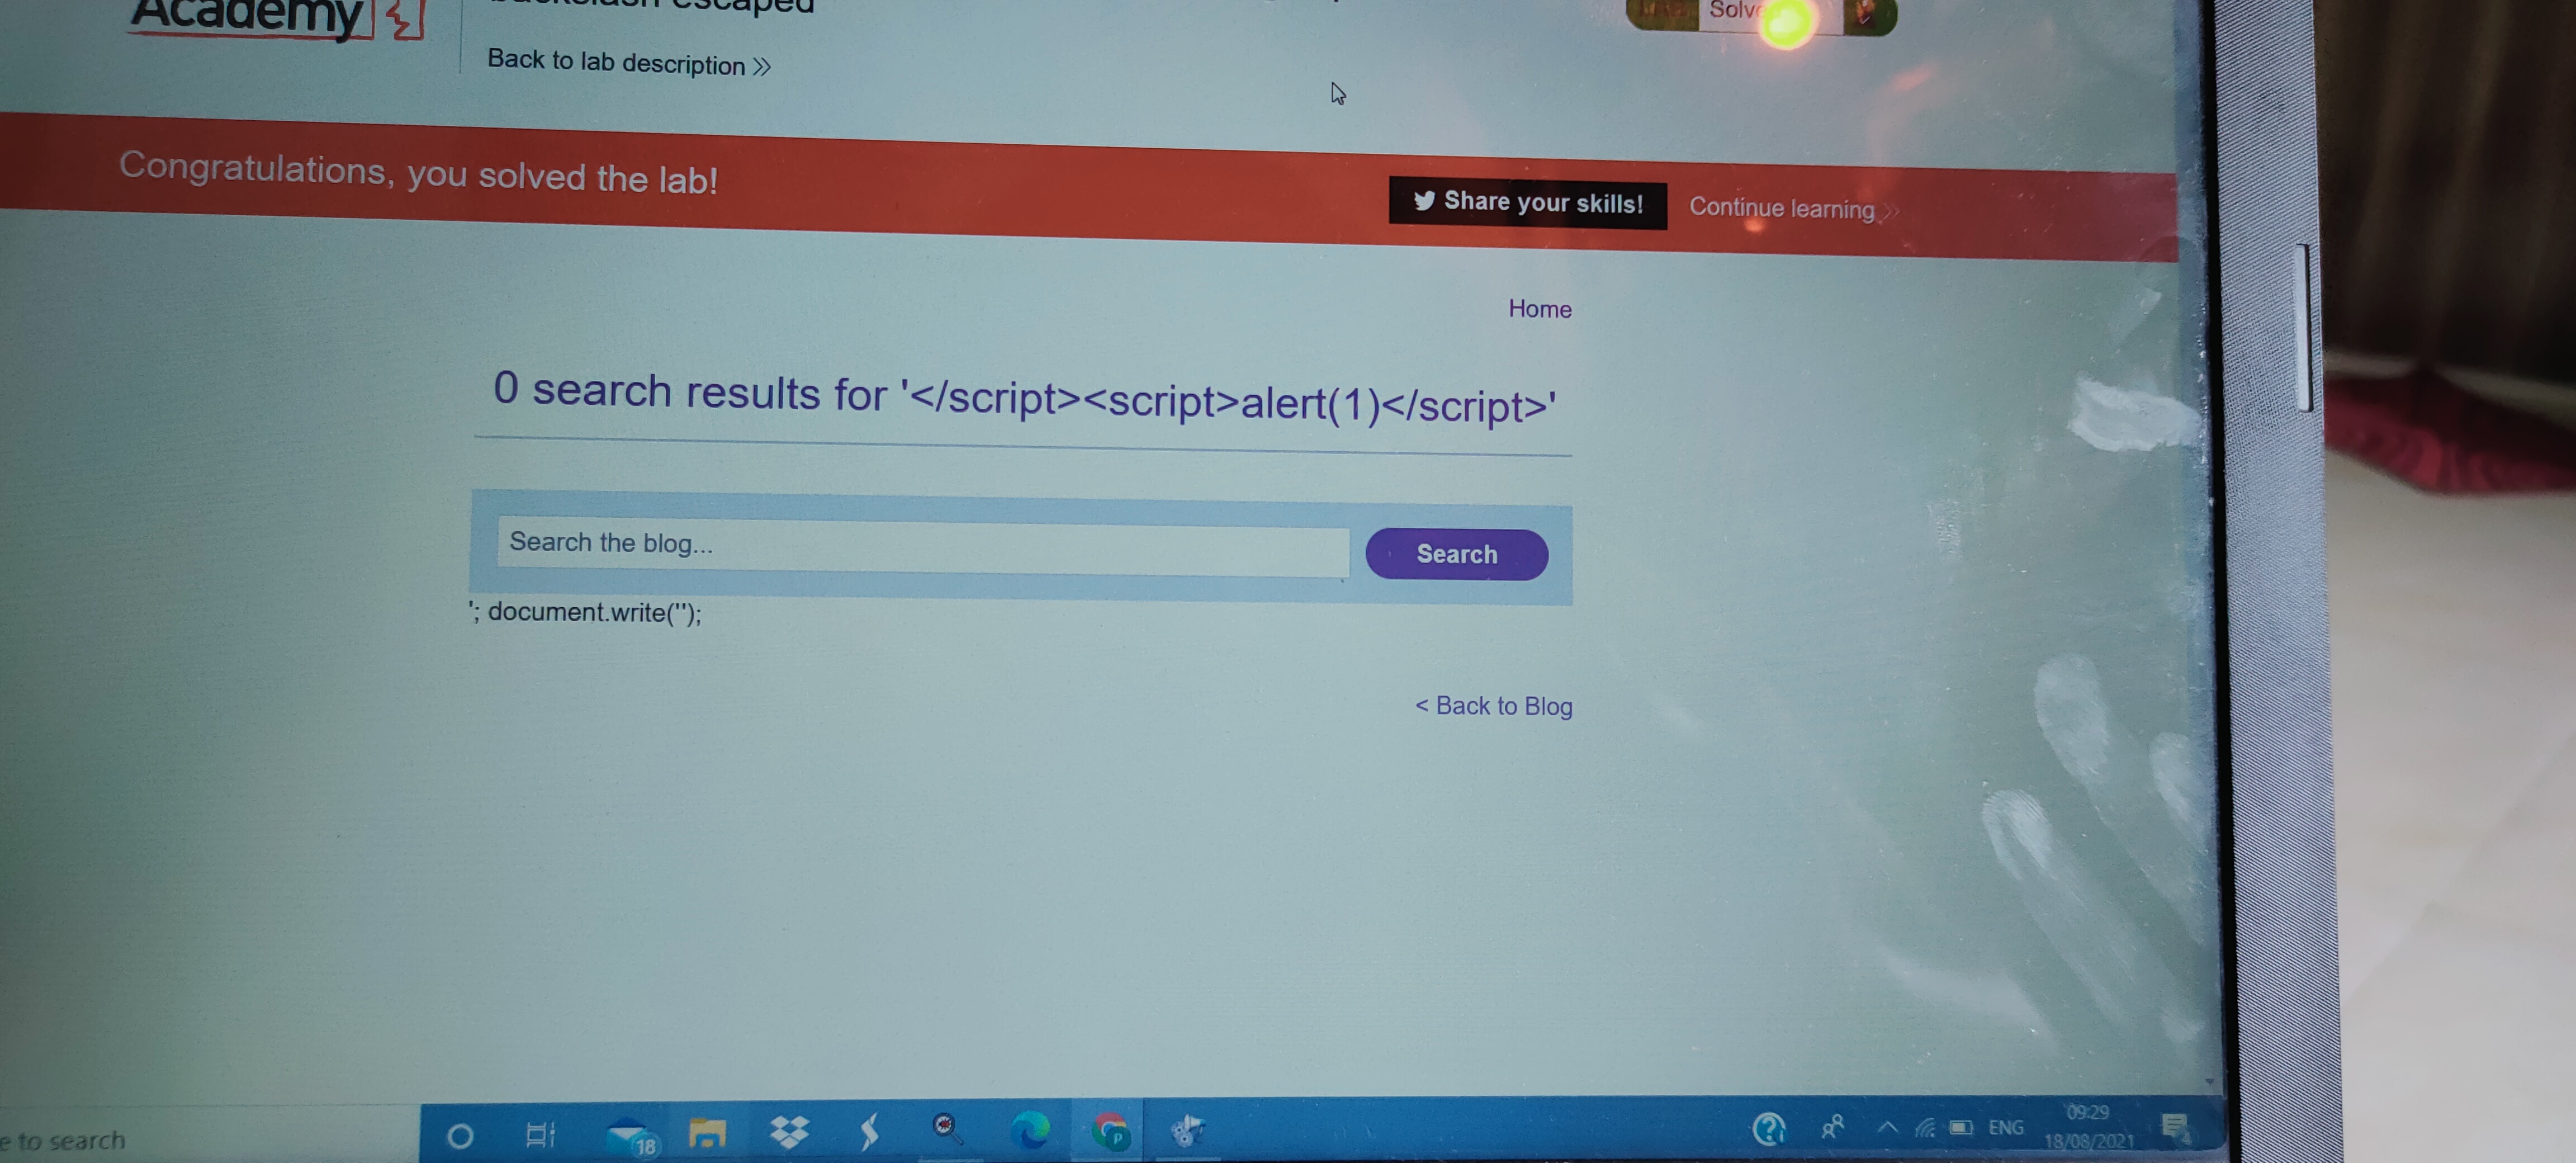 Academy
backslash escaped
Solve
Back to lab description
Congratulations, you solved the lab!
Share your skills!
Continue learning
Home
0 search results for '</script><script>alert(1)</script>'
Search the blog...
Search
'; document.write('');
< Back to Blog
e to search
18
P
ENG
09:29
18/08/2021